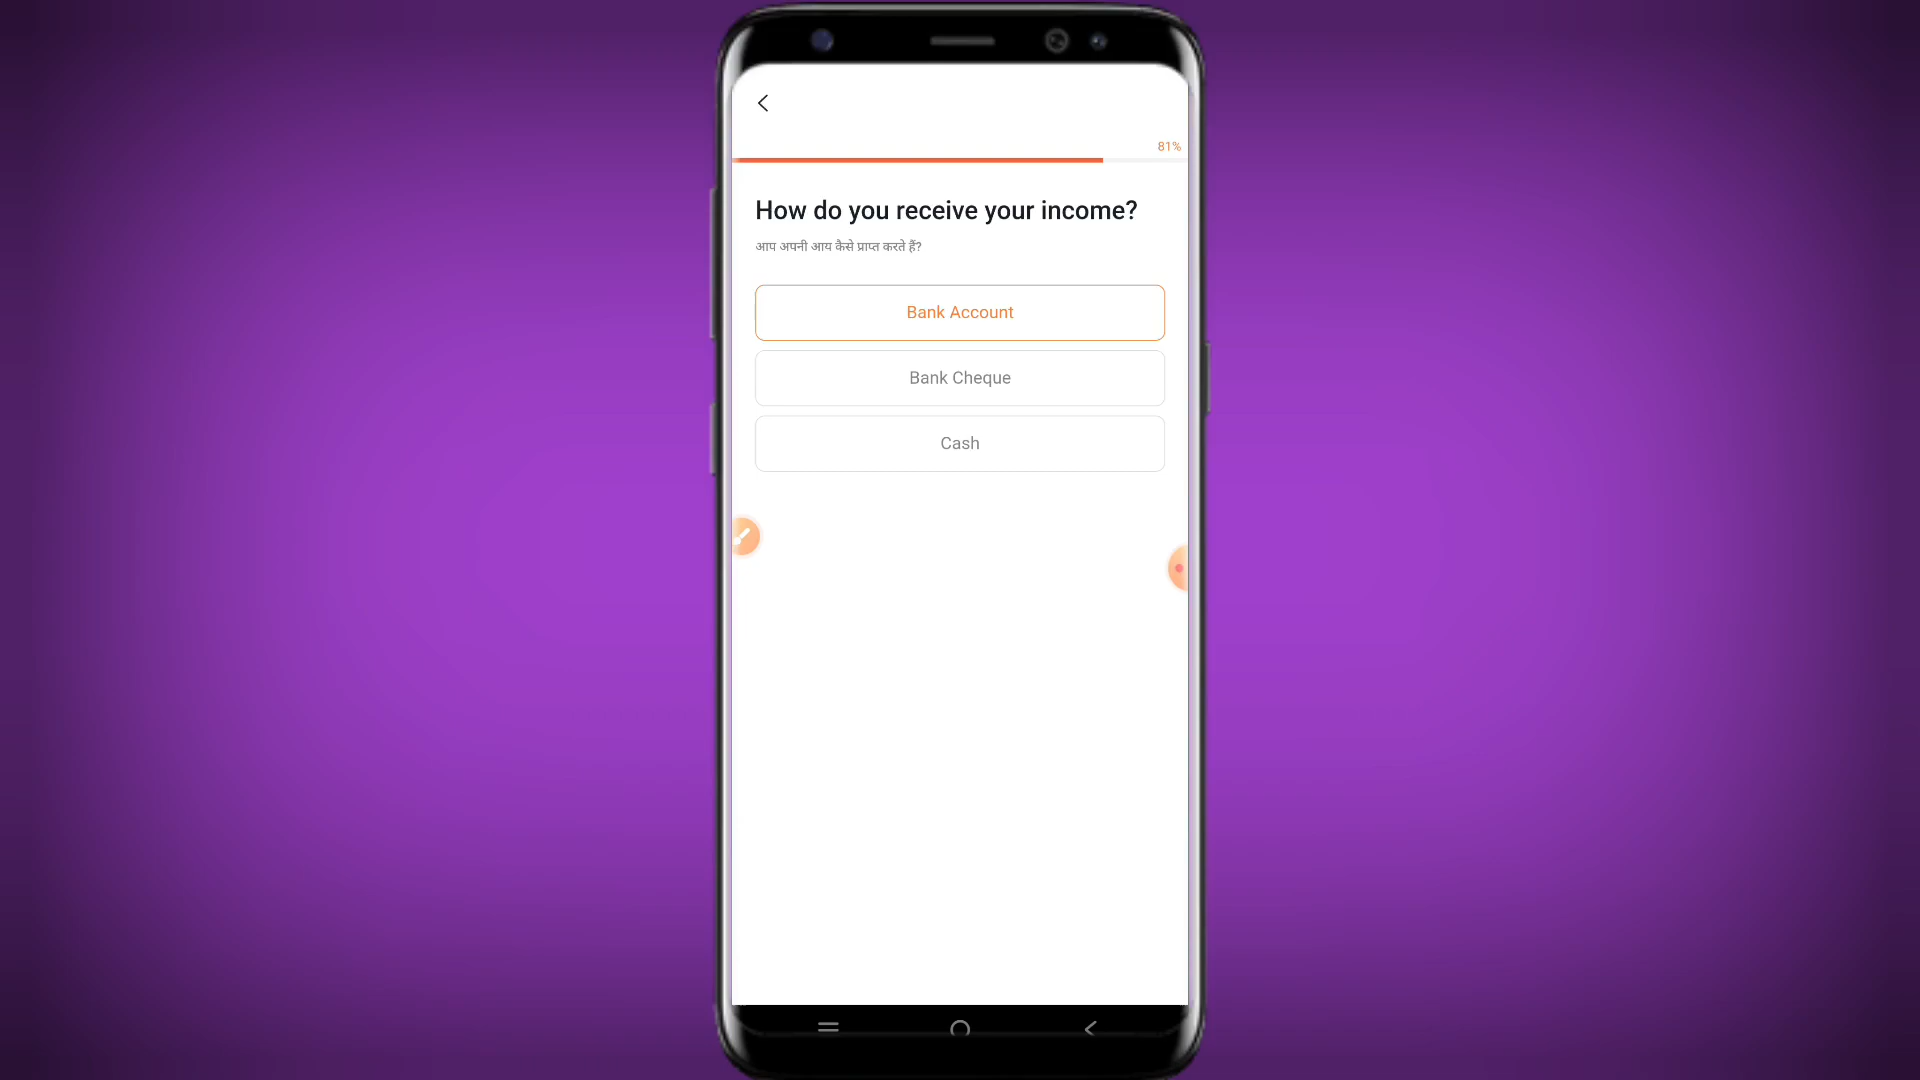 81%
How do you receive your income?
आप अपनी आय कैसे प्राप्त करते हैं?
Bank Account
Bank Cheque
Cash